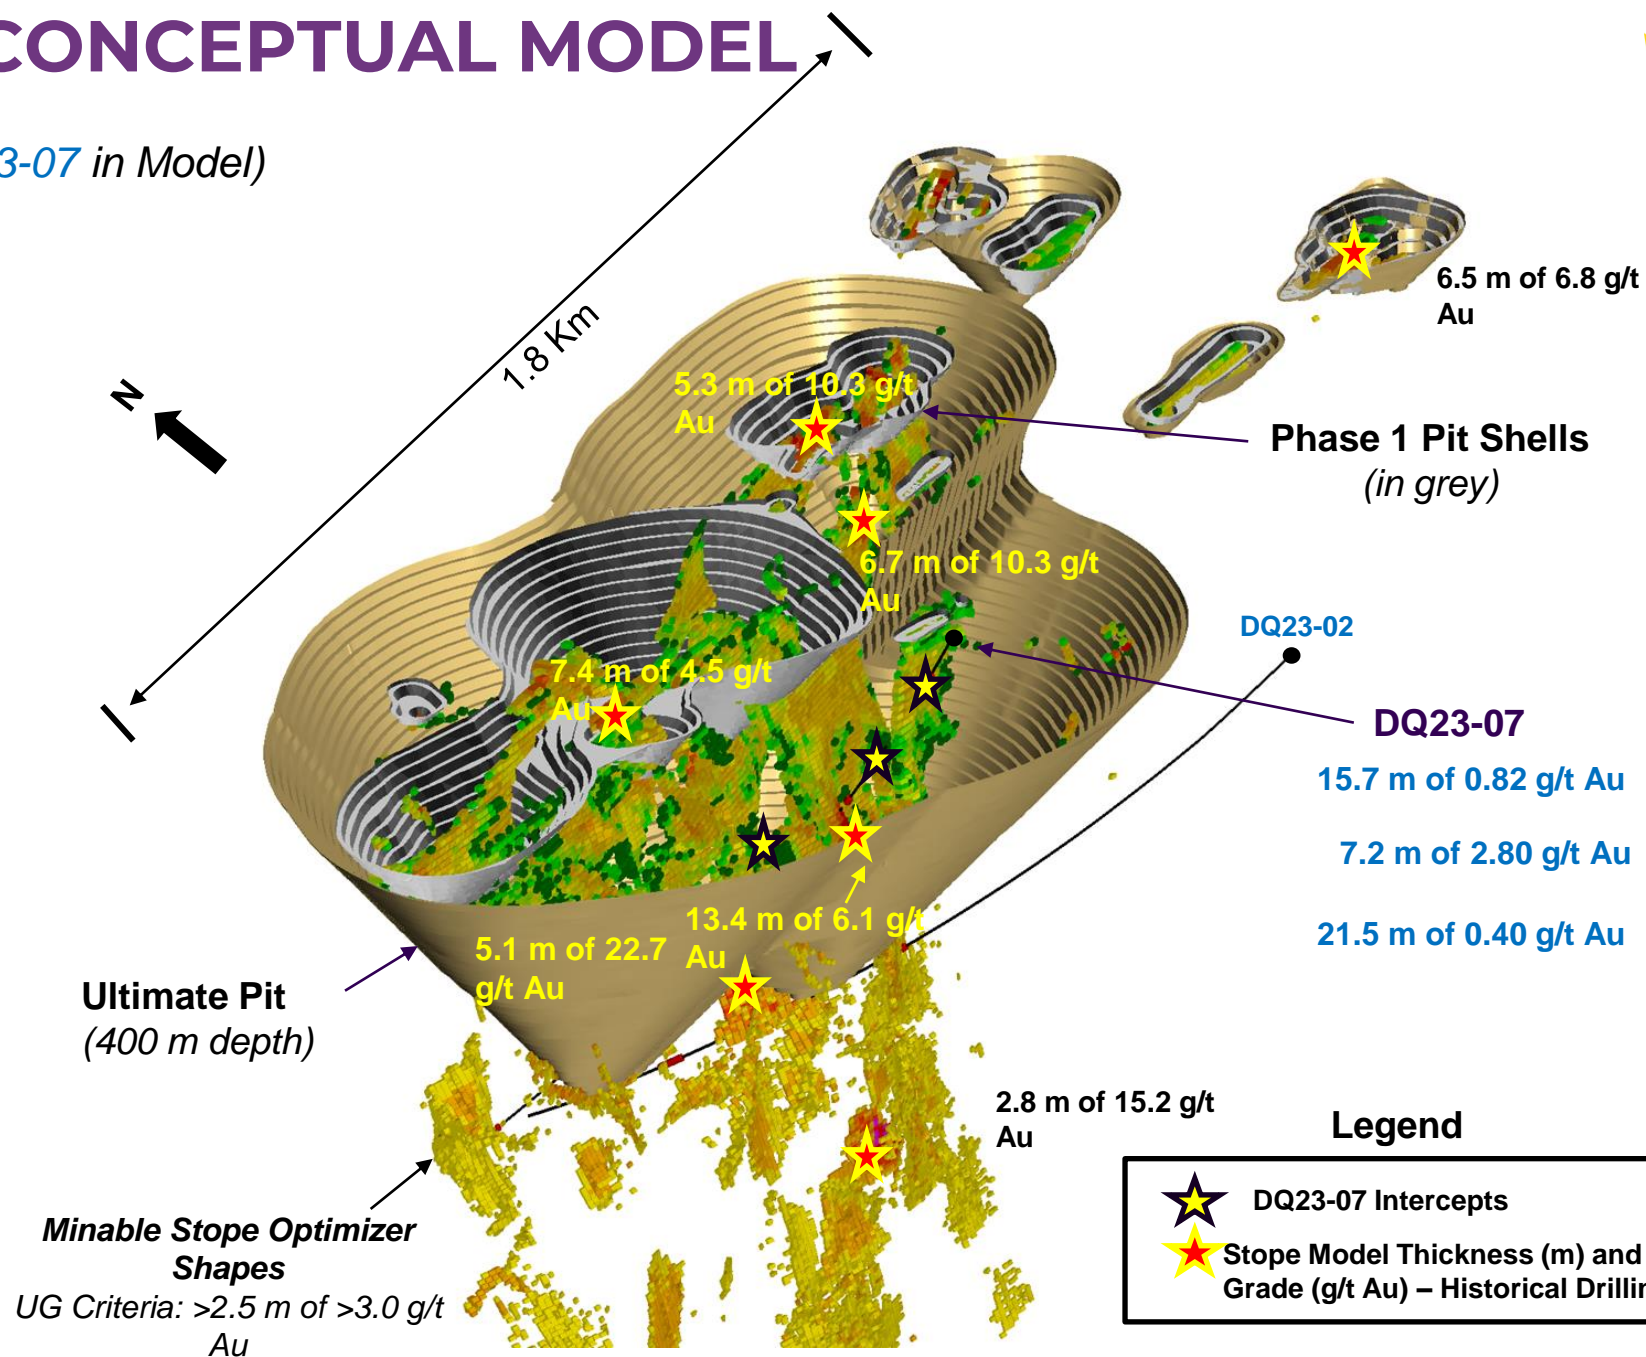 CONCEPTUAL MODEL
3-07 in Model)
1.8 Km
N
6.5 m of 6.8 g/t
Au
5.3 m of 10.3 g/t
Au
Phase 1 Pit Shells
(in grey)
6.7 m of 10.3 g/t
Au
DQ23-02
7.4 m of 4.5 g/t
Au
DQ23-07
15.7 m of 0.82 g/t Au
7.2 m of 2.80 g/t Au
21.5 m of 0.40 g/t Au
13.4 m of 6.1 g/t
Au
5.1 m of 22.7
g/t Au
Ultimate Pit
(400 m depth)
2.8 m of 15.2 g/t
Au
Minable Stope Optimizer
Shapes
UG Criteria: >2.5 m of >3.0 g/t
Au
Legend
DQ23-07 Intercepts
Stope Model Thickness (m) and
Grade (g/t Au) – Historical Drillin